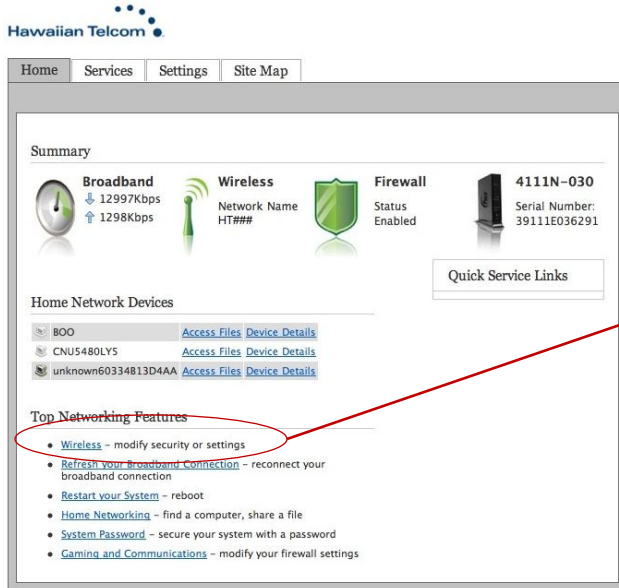 Hawaiian Telcom
Home Services Settings Site Map
Summary
Broadband
12997Kbps
1298Kbps
Wireless
Network Name
HT###
Firewall
Status
Enabled
4111N-030
Serial Number:
39111E036291
Quick Service Links
Home Network Devices
BOO Access Files Device Details
CNU5480LY5 Access Files Device Details
unknown60334B13D4AA Access Files Device Details
Top Networking Features
Wireless - modify security or settings
Refresh your Broadband Connection - reconnect your
broadband connection
Restart your System - reboot
Home Networking - find a computer, share a file
System Password - secure your system with a password
Gaming and Communications - modify your firewall settings